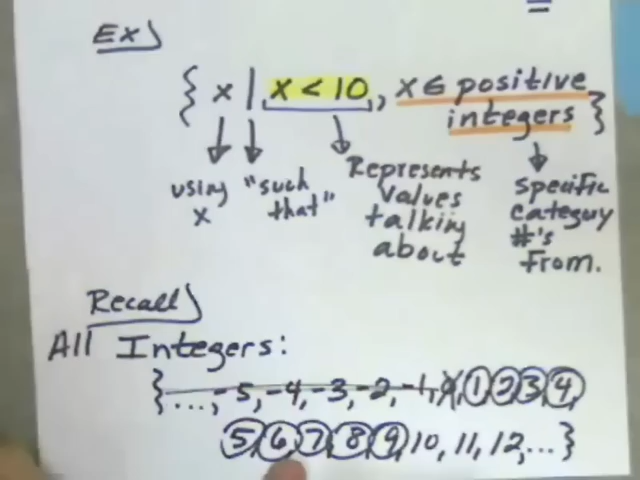 Ex)
{ x | x < 10, x ∈ positive
integers }
using
x
"such
that"
Represents
values
talking
about
specific
category
#'s
from.
Recall)
All Integers:
{ ..., -5, -4, -3, -2, -1, 0, 1, 2, 3, 4,
5, 6, 7, 8, 9, 10, 11, 12, ... }